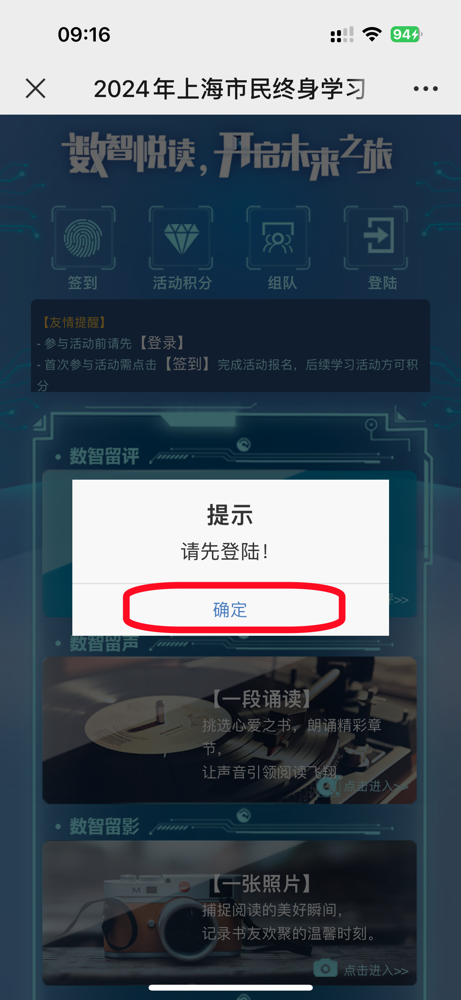 09:16
94
2024年上海市民终身学习
数智悦读,开启未来之旅
签到
活动积分
组队
登陆
【友情提醒】
- 参与活动前请先【登录】
- 首次参与活动需点击【签到】完成活动报名，后续学习活动方可积
分
数智留评
提示
请先登陆！
确定
评>>
数智留声
【一段诵读】
挑选心爱之书，朗诵精彩章
节，
让声音引领阅读飞翔。
点击进入>>
数智留影
【一张照片】
M
捕捉阅读的美好瞬间，
记录书友欢聚的温馨时刻。
点击进入>>